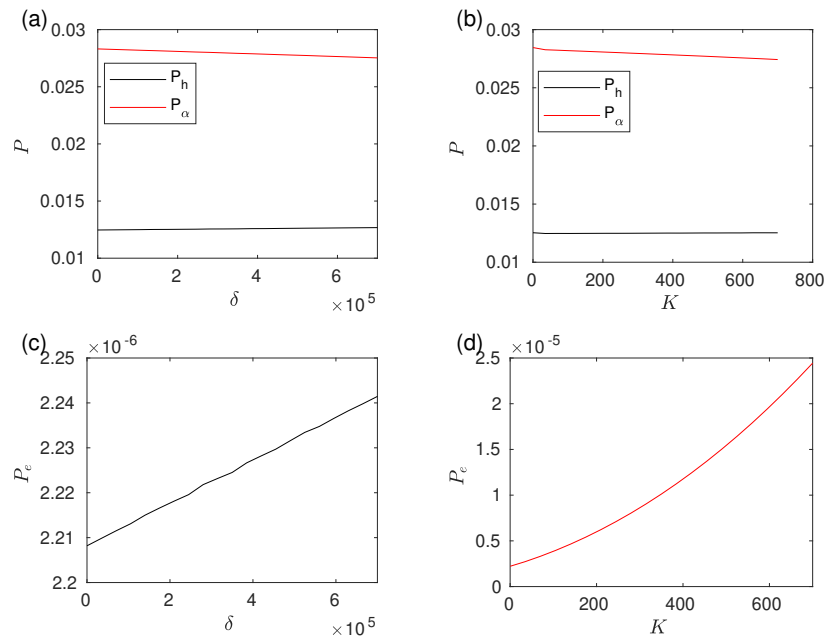 (a)
0.03
0.025
0.02
0.015
0.01
P
P_h
P_α
0 2 4 6
× 10^5
δ
(b)
0.03
0.025
0.02
0.015
0.01
P
P_h
P_α
0 200 400 600 800
K
(c)
× 10^-6
2.25
2.24
2.23
2.22
2.21
2.2
P_e
0 2 4 6
× 10^5
δ
(d)
× 10^-5
2.5
2
1.5
1
0.5
0
P_e
0 200 400 600
K